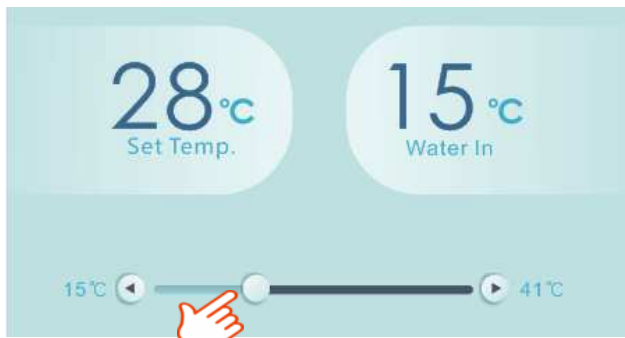 28℃
Set Temp.
15℃
Water In
15℃
41℃